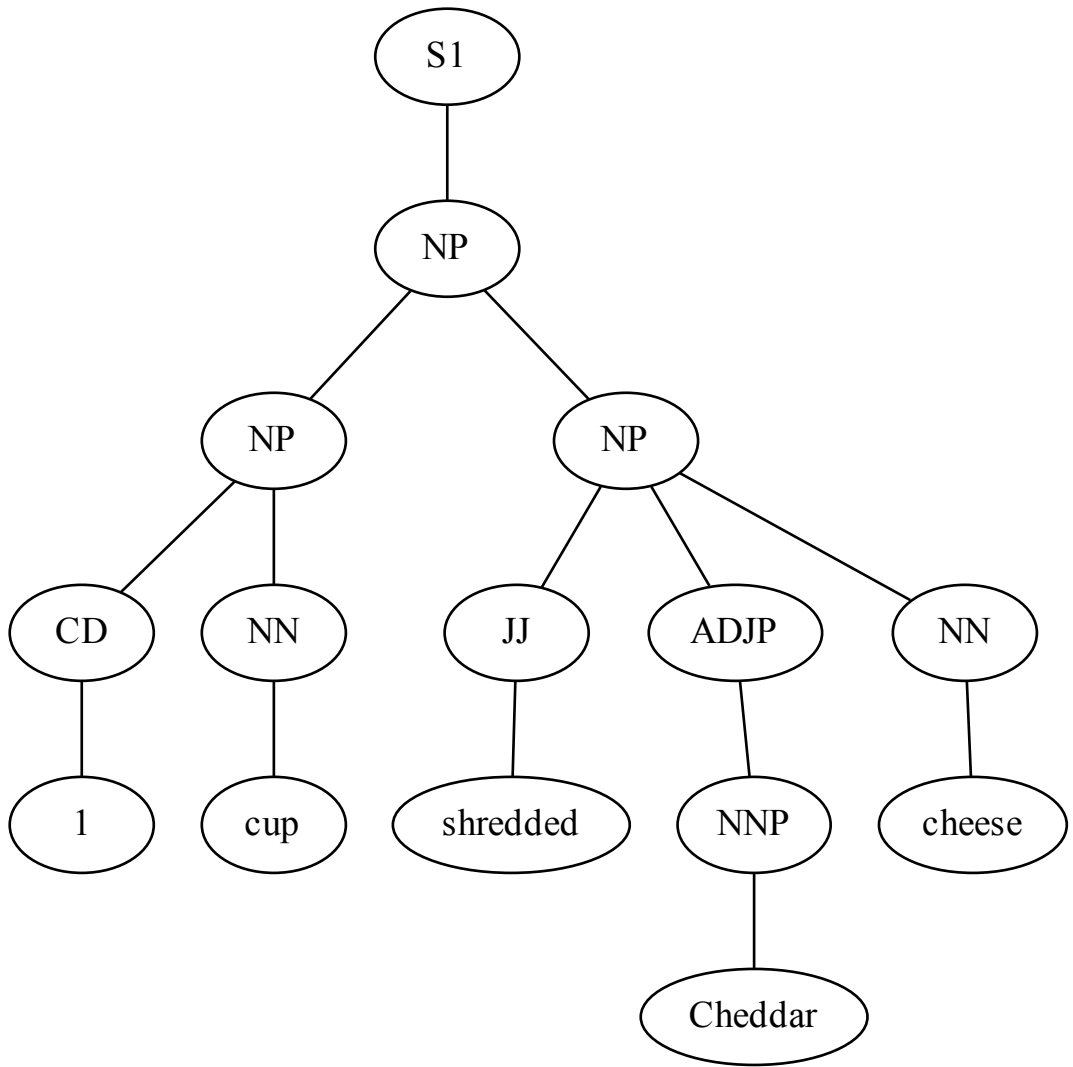 S1
NP
NP NP
CD NN JJ ADJP NN
1 cup shredded NNP cheese
Cheddar